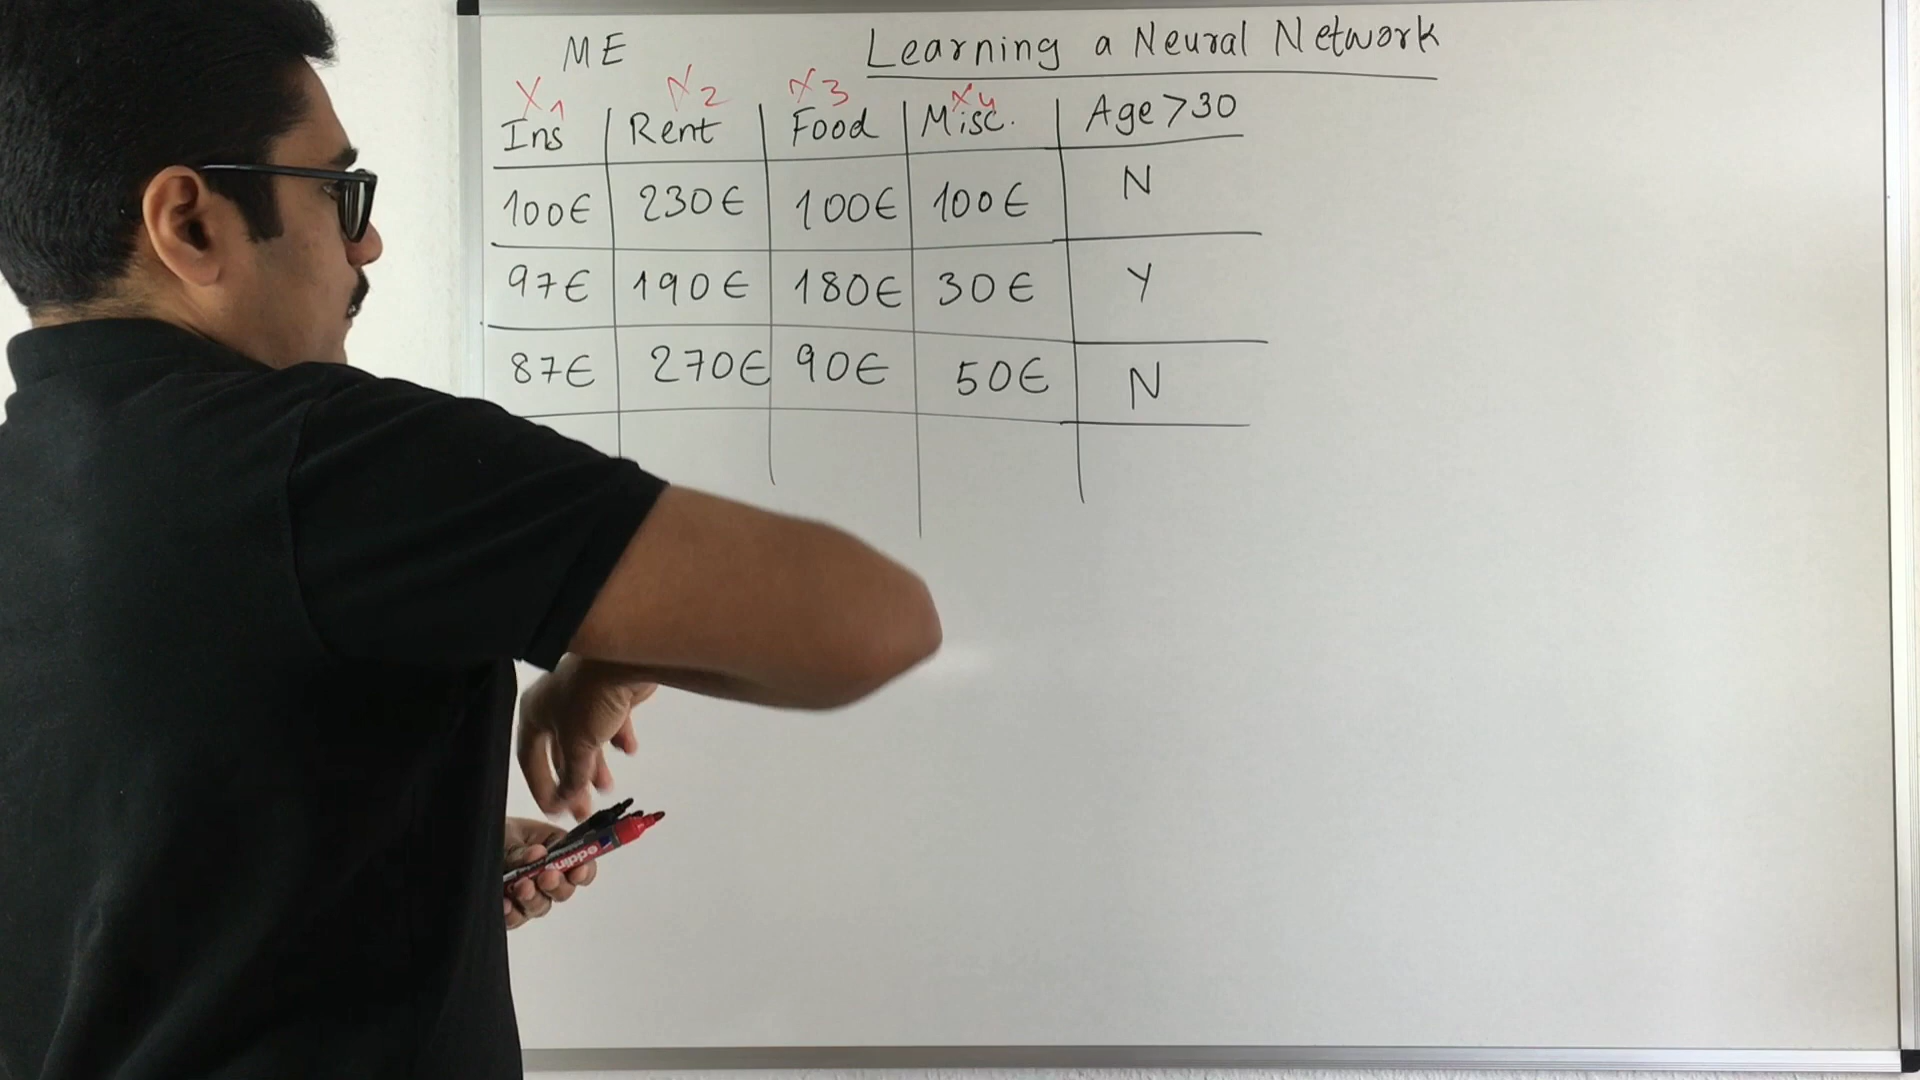 ME Learning a Neural Network
X1 X2 X3 X4
Ins Rent Food Misc. Age >30
100€ 230€ 100€ 100€ N
97€ 190€ 180€ 30€ Y
87€ 270€ 90€ 50€ N
edding